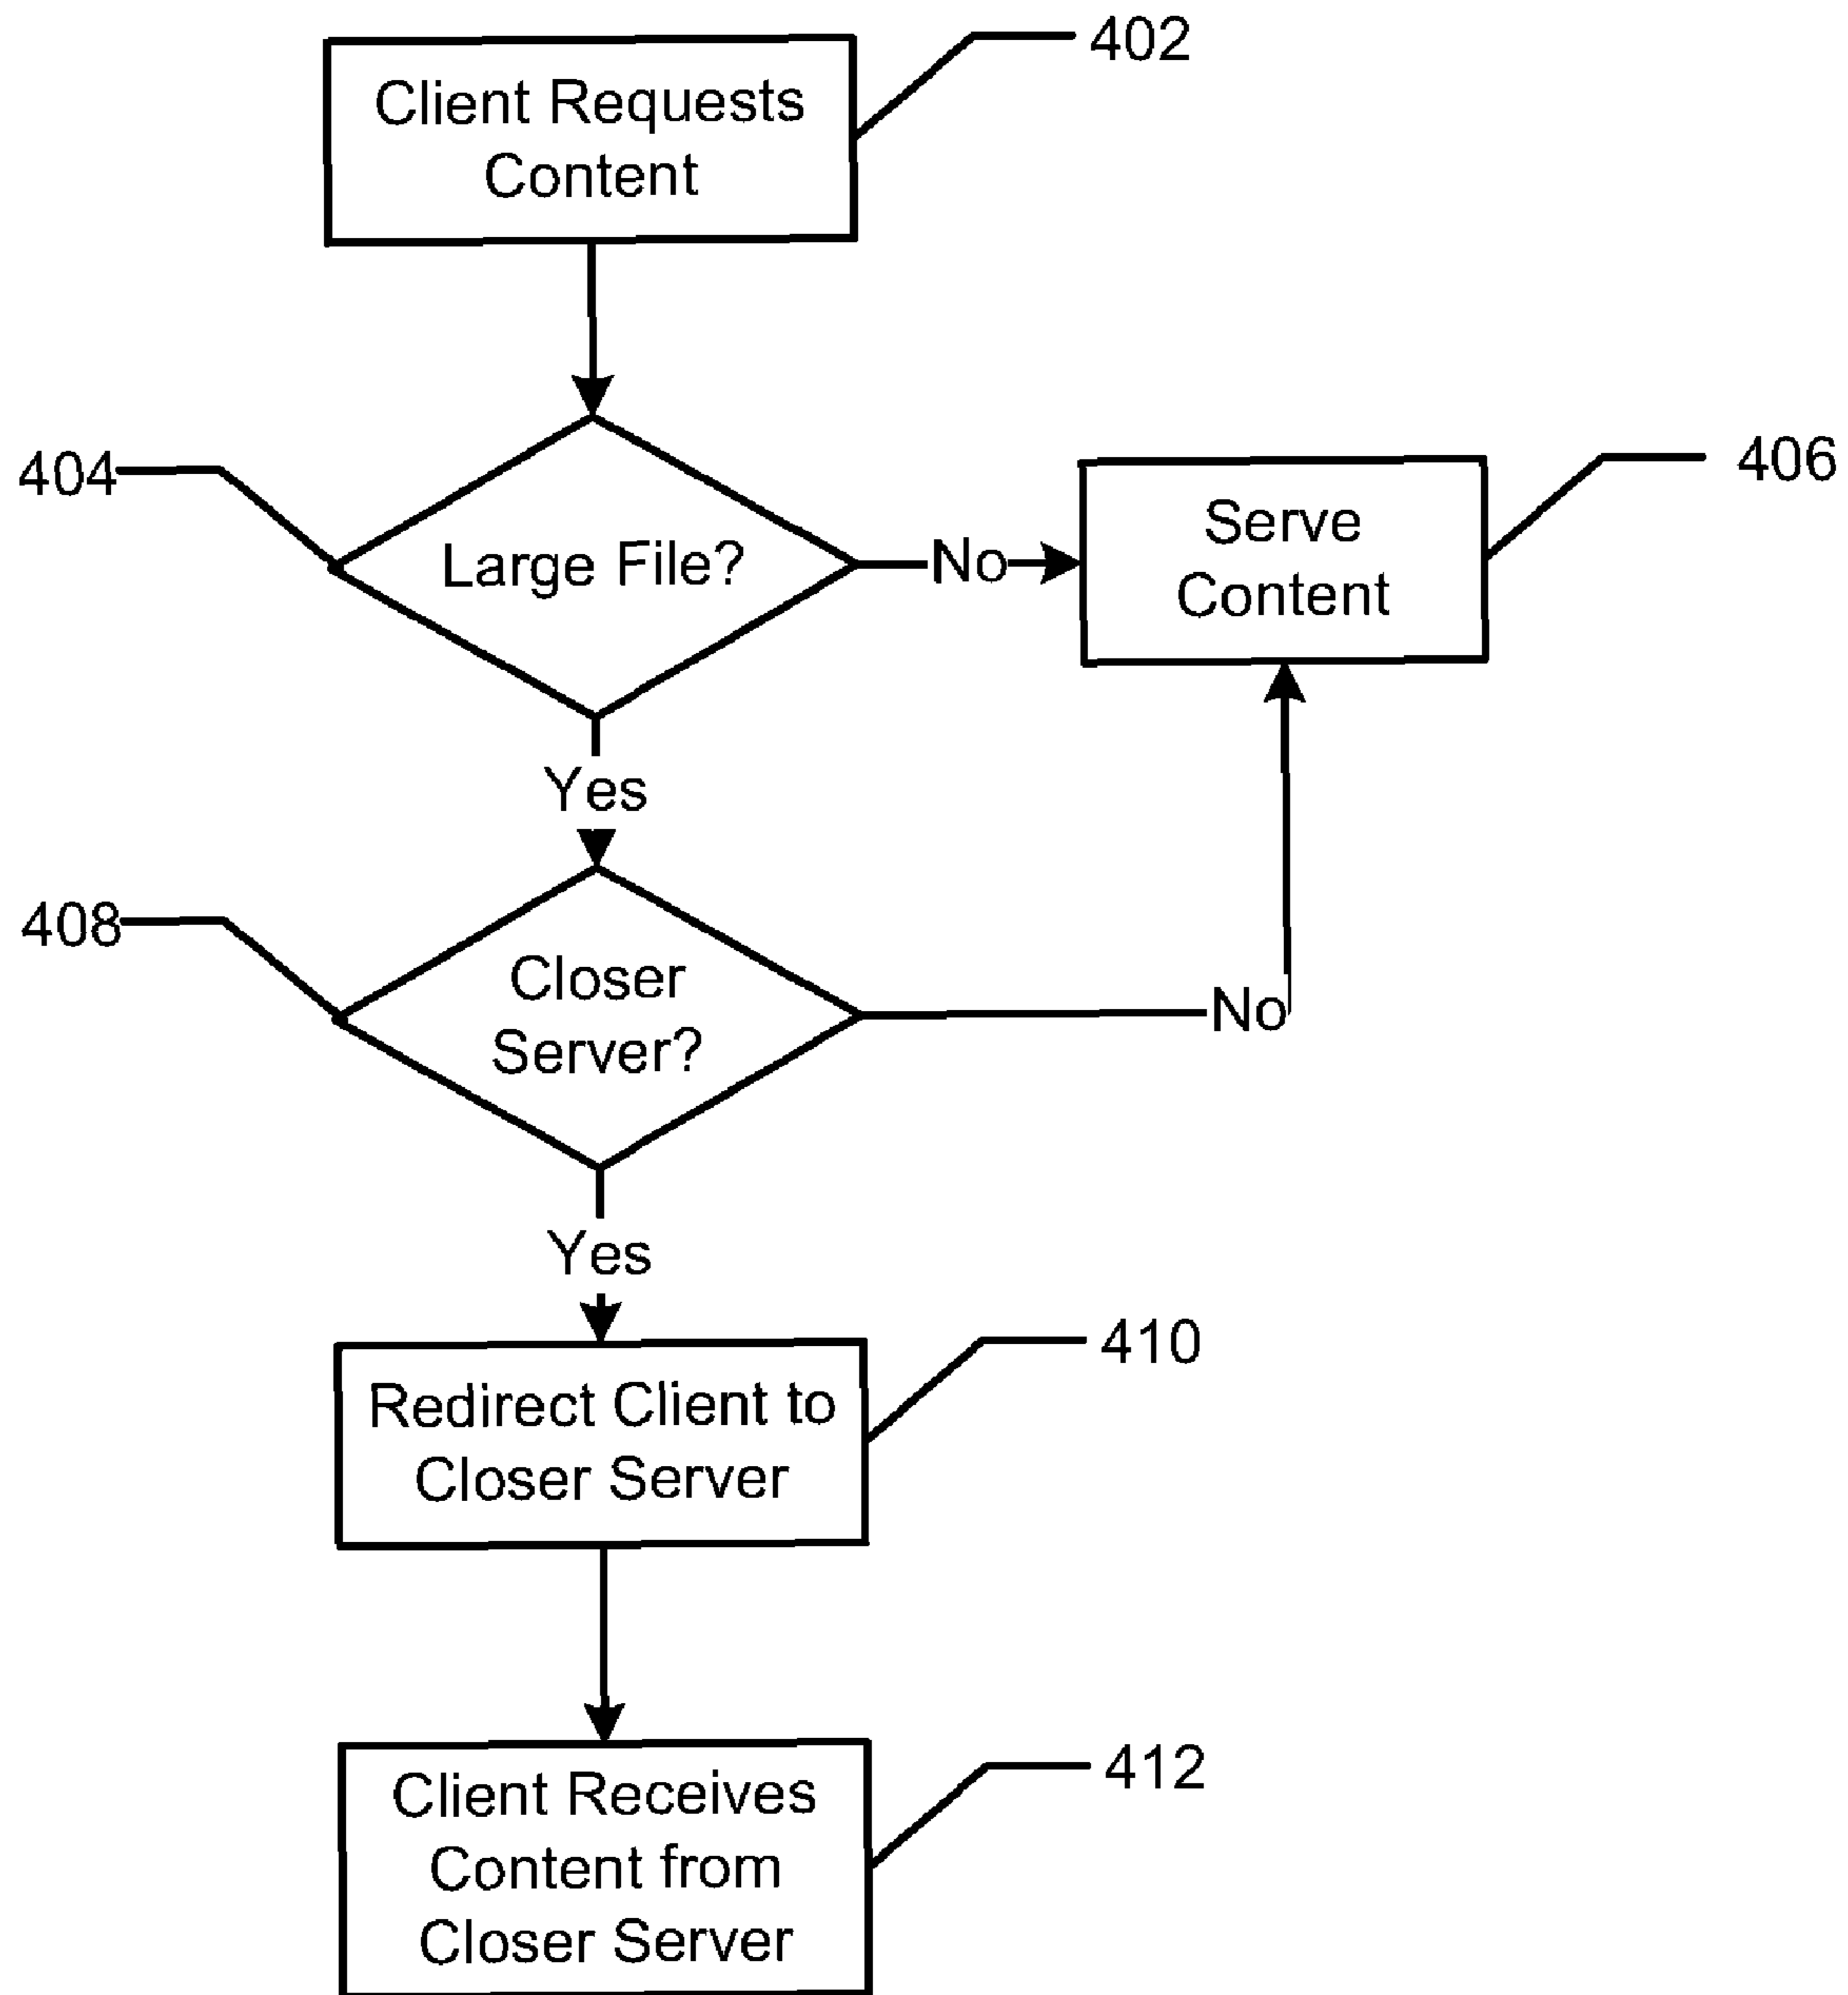 402
Client Requests
Content
404
Large File?
No
Serve
Content
406
Yes
408
Closer
Server?
No
Yes
410
Redirect Client to
Closer Server
412
Client Receives
Content from
Closer Server